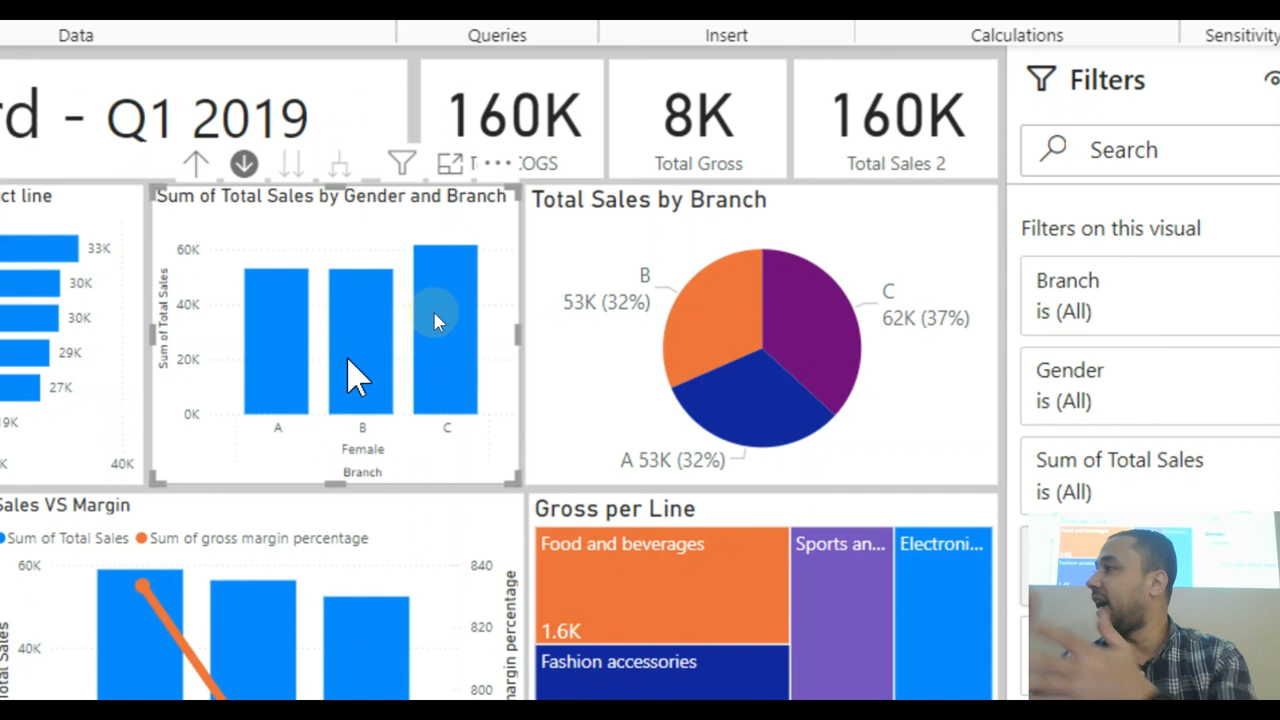 Data
Queries
Insert
Calculations
Sensitivity
rd - Q1 2019
160K
COGS
8K
Total Gross
160K
Total Sales 2
Filters
Search
Filters on this visual
Branch
is (All)
Gender
is (All)
Sum of Total Sales
is (All)
ct line
33K
30K
30K
29K
27K
9K
K
40K
Sum of Total Sales by Gender and Branch
Sum of Total Sales
60K
40K
20K
0K
A
B
C
Female
Branch
Total Sales by Branch
B
53K (32%)
C
62K (37%)
A 53K (32%)
Sales VS Margin
Sum of Total Sales
Sum of gross margin percentage
60K
40K
840
820
800
margin percentage
Gross per Line
Food and beverages
1.6K
Fashion accessories
Sports an...
Electroni...